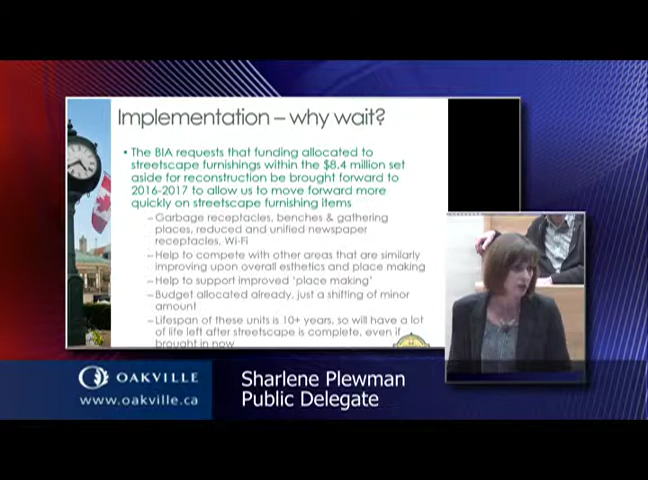 Implementation – why wait?
• The BIA requests that funding allocated to
streetscape furnishings within the $8.4 million set
aside for reconstruction be brought forward to
2016-2017 to allow us to move forward more
quickly on streetscape furnishing items
– Garbage receptacles, benches & gathering
places, reduced and unified newspaper
receptacles, Wi-Fi
– Help to compete with other areas that are similarly
improving upon overall esthetics and place making
– Help to support improved 'place making'
– Budget allocated already, just a shifting of minor
amount
– Lifespan of these units is 10+ years, so will have a lot
of life left after streetscape is complete, even if
brought in now
OAKVILLE
www.oakville.ca
Sharlene Plewman
Public Delegate